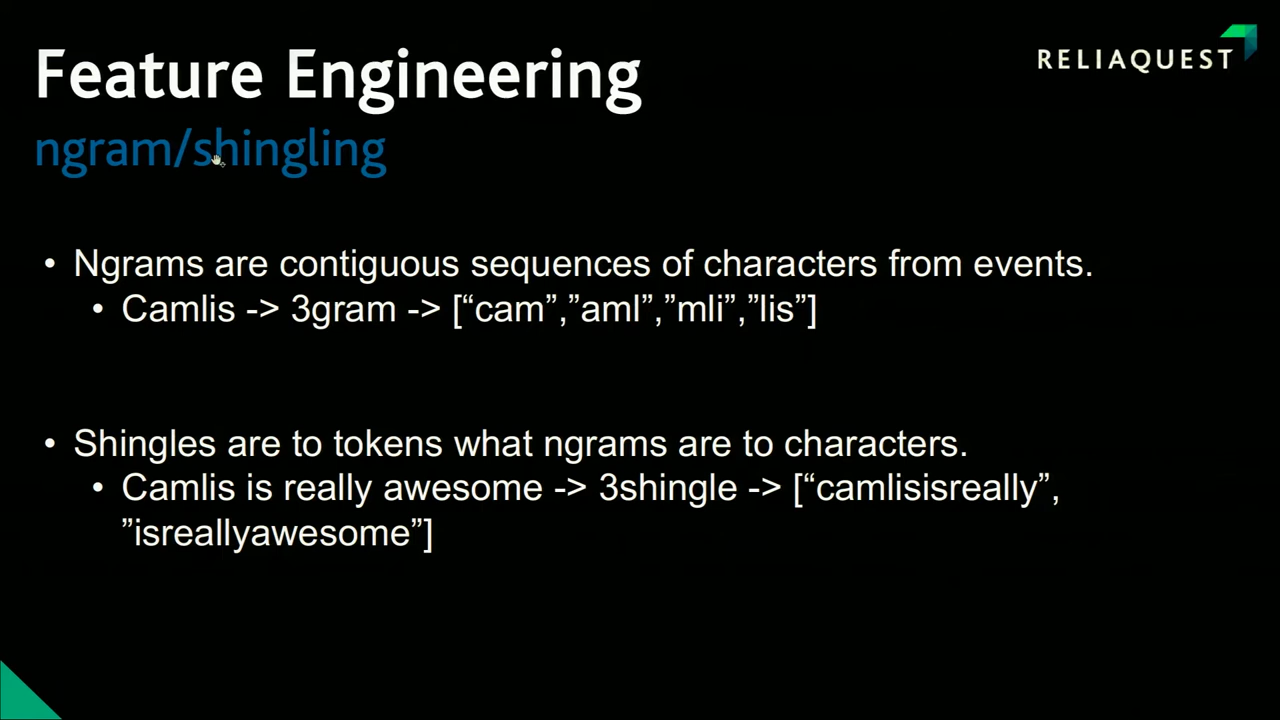 Feature Engineering
RELIAQUEST
ngram/shingling
• Ngrams are contiguous sequences of characters from events.
• Camlis -> 3gram -> [“cam”,”aml”,”mli”,”lis”]
• Shingles are to tokens what ngrams are to characters.
• Camlis is really awesome -> 3shingle -> [“camlisisreally”,
”isreallyawesome”]